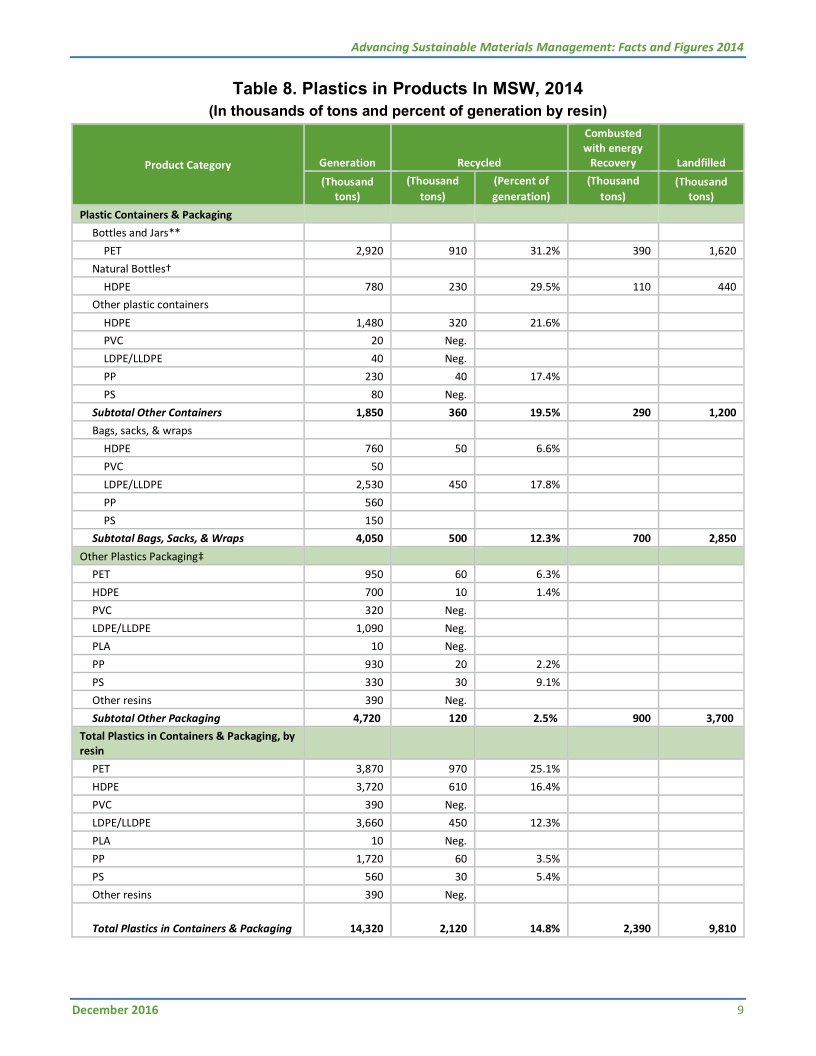 Advancing Sustainable Materials Management: Facts and Figures 2014
Table 8. Plastics in Products In MSW, 2014
(In thousands of tons and percent of generation by resin)
Product Category Generation Recycled Combusted with energy Recovery Landfilled
(Thousand tons) (Thousand tons) (Percent of generation) (Thousand tons) (Thousand tons)
Plastic Containers & Packaging
Bottles and Jars**
PET 2,920 910 31.2% 390 1,620
Natural Bottles†
HDPE 780 230 29.5% 110 440
Other plastic containers
HDPE 1,480 320 21.6%
PVC 20 Neg.
LDPE/LLDPE 40 Neg.
PP 230 40 17.4%
PS 80 Neg.
Subtotal Other Containers 1,850 360 19.5% 290 1,200
Bags, sacks, & wraps
HDPE 760 50 6.6%
PVC 50
LDPE/LLDPE 2,530 450 17.8%
PP 560
PS 150
Subtotal Bags, Sacks, & Wraps 4,050 500 12.3% 700 2,850
Other Plastics Packaging‡
PET 950 60 6.3%
HDPE 700 10 1.4%
PVC 320 Neg.
LDPE/LLDPE 1,090 Neg.
PLA 10 Neg.
PP 930 20 2.2%
PS 330 30 9.1%
Other resins 390 Neg.
Subtotal Other Packaging 4,720 120 2.5% 900 3,700
Total Plastics in Containers & Packaging, by
resin
PET 3,870 970 25.1%
HDPE 3,720 610 16.4%
PVC 390 Neg.
LDPE/LLDPE 3,660 450 12.3%
PLA 10 Neg.
PP 1,720 60 3.5%
PS 560 30 5.4%
Other resins 390 Neg.
Total Plastics in Containers & Packaging 14,320 2,120 14.8% 2,390 9,810
December 2016 9